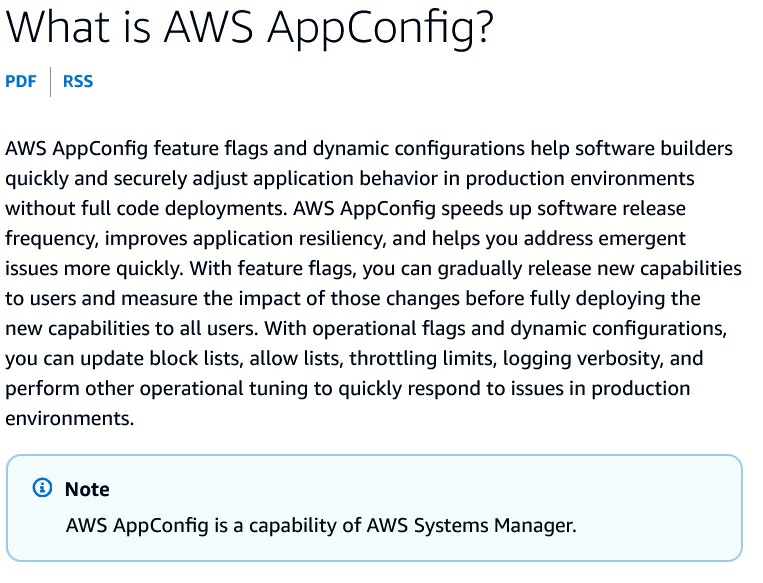 What is AWS AppConfig?
PDF
RSS
AWS AppConfig feature flags and dynamic configurations help software builders
quickly and securely adjust application behavior in production environments
without full code deployments. AWS AppConfig speeds up software release
frequency, improves application resiliency, and helps you address emergent
issues more quickly. With feature flags, you can gradually release new capabilities
to users and measure the impact of those changes before fully deploying the
new capabilities to all users. With operational flags and dynamic configurations,
you can update block lists, allow lists, throttling limits, logging verbosity, and
perform other operational tuning to quickly respond to issues in production
environments.
Note
AWS AppConfig is a capability of AWS Systems Manager.